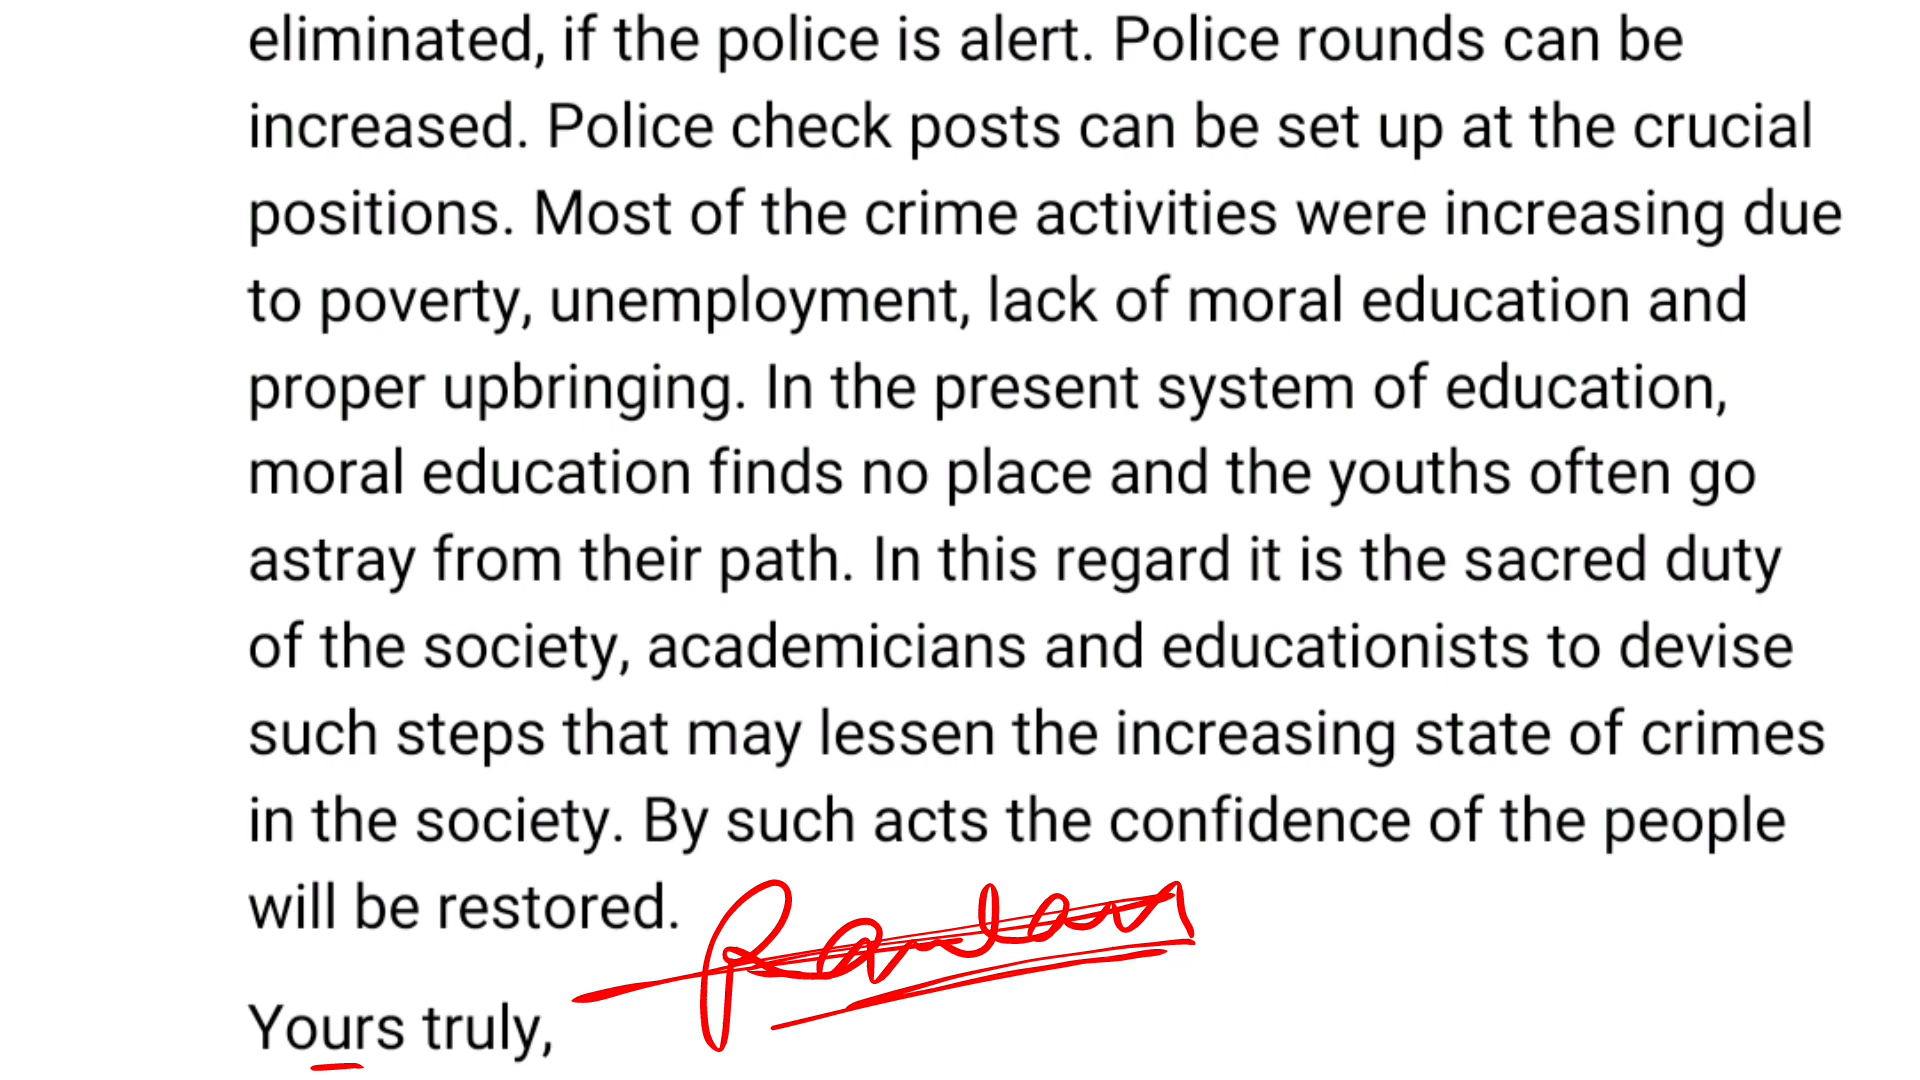 eliminated, if the police is alert. Police rounds can be
increased. Police check posts can be set up at the crucial
positions. Most of the crime activities were increasing due
to poverty, unemployment, lack of moral education and
proper upbringing. In the present system of education,
moral education finds no place and the youths often go
astray from their path. In this regard it is the sacred duty
of the society, academicians and educationists to devise
such steps that may lessen the increasing state of crimes
in the society. By such acts the confidence of the people
will be restored.
Yours truly,